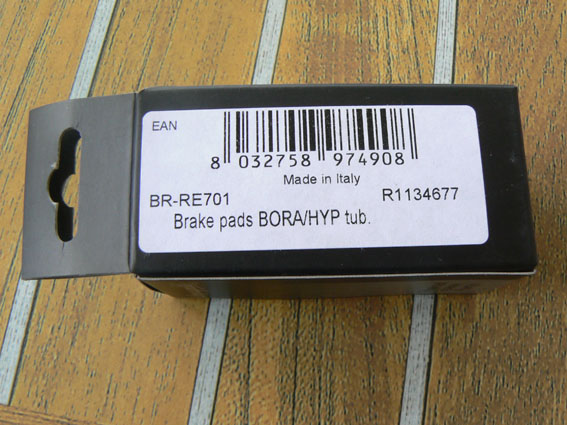 EAN
8 032758 974908
Made in Italy
BR-RE701 R1134677
Brake pads BORA/HYP tub.